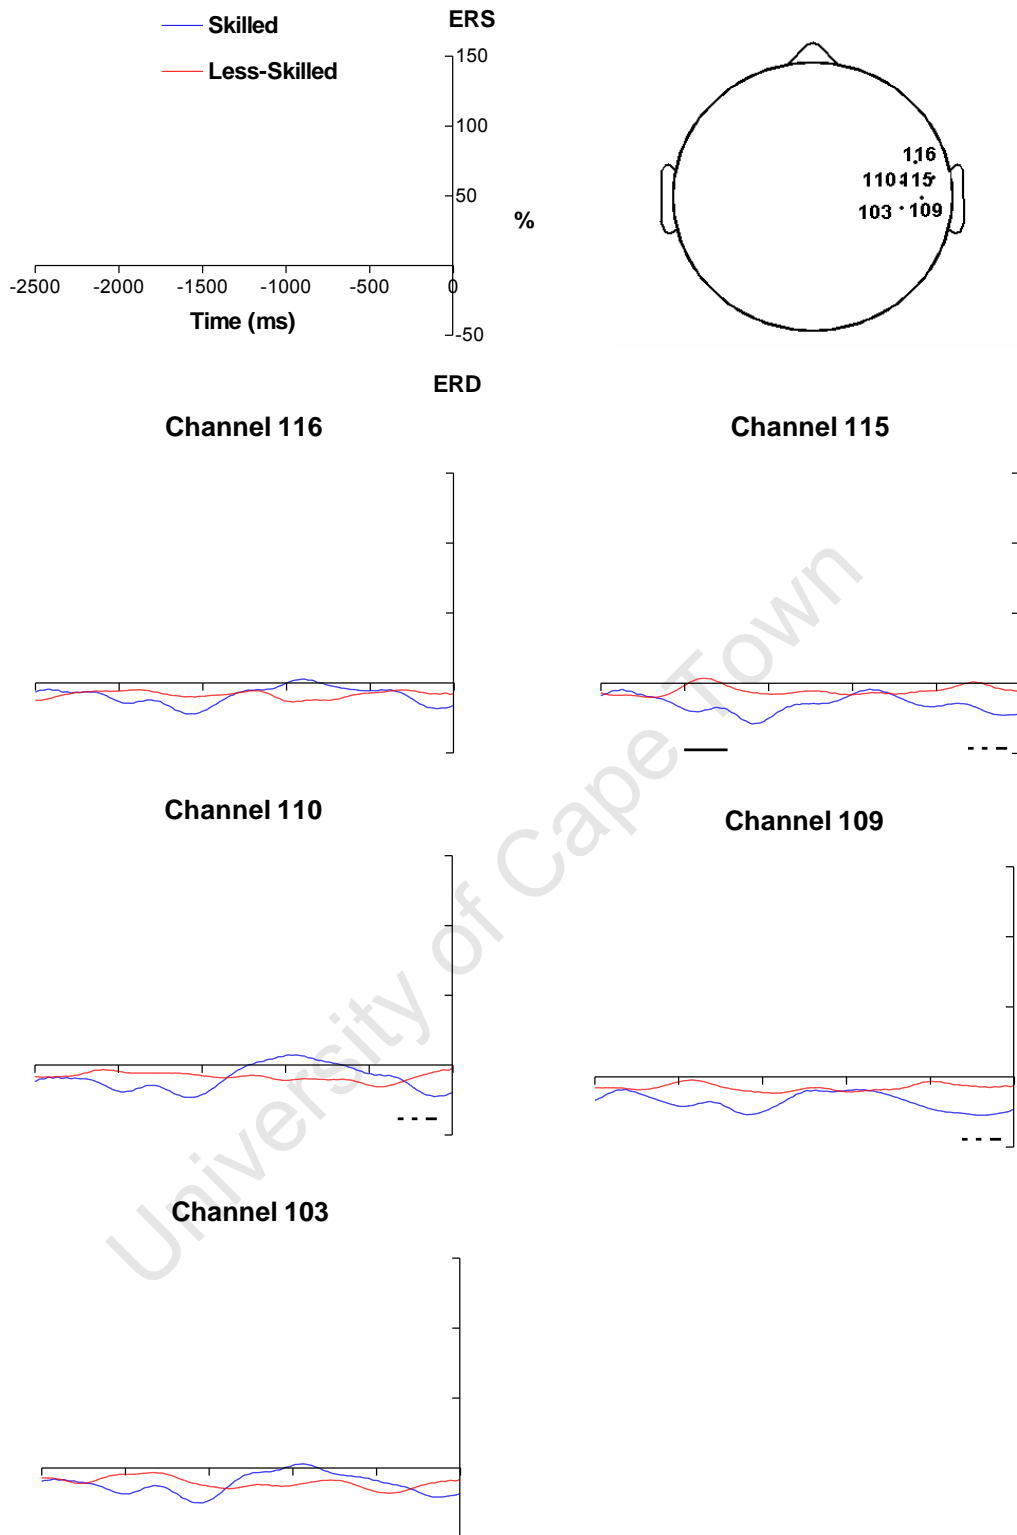 Skilled
Less-Skilled
ERS
150
100
50
%
-2500 -2000 -1500 -1000 -500 0
Time (ms)
-50
ERD
116
110 115
103 109
Channel 116
Channel 115
Channel 110
Channel 109
Channel 103
University of Cape Town